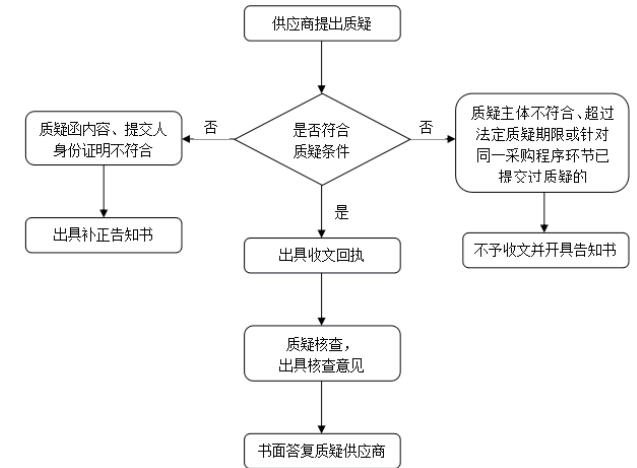 供应商提出质疑
是否符合
质疑条件
否
否
质疑函内容、提交人
身份证明不符合
质疑主体不符合、超过
法定质疑期限或针对
同一采购程序环节已
提交过质疑的
出具补正告知书
是
不予收文并开具告知书
出具收文回执
质疑核查，
出具核查意见
书面答复质疑供应商